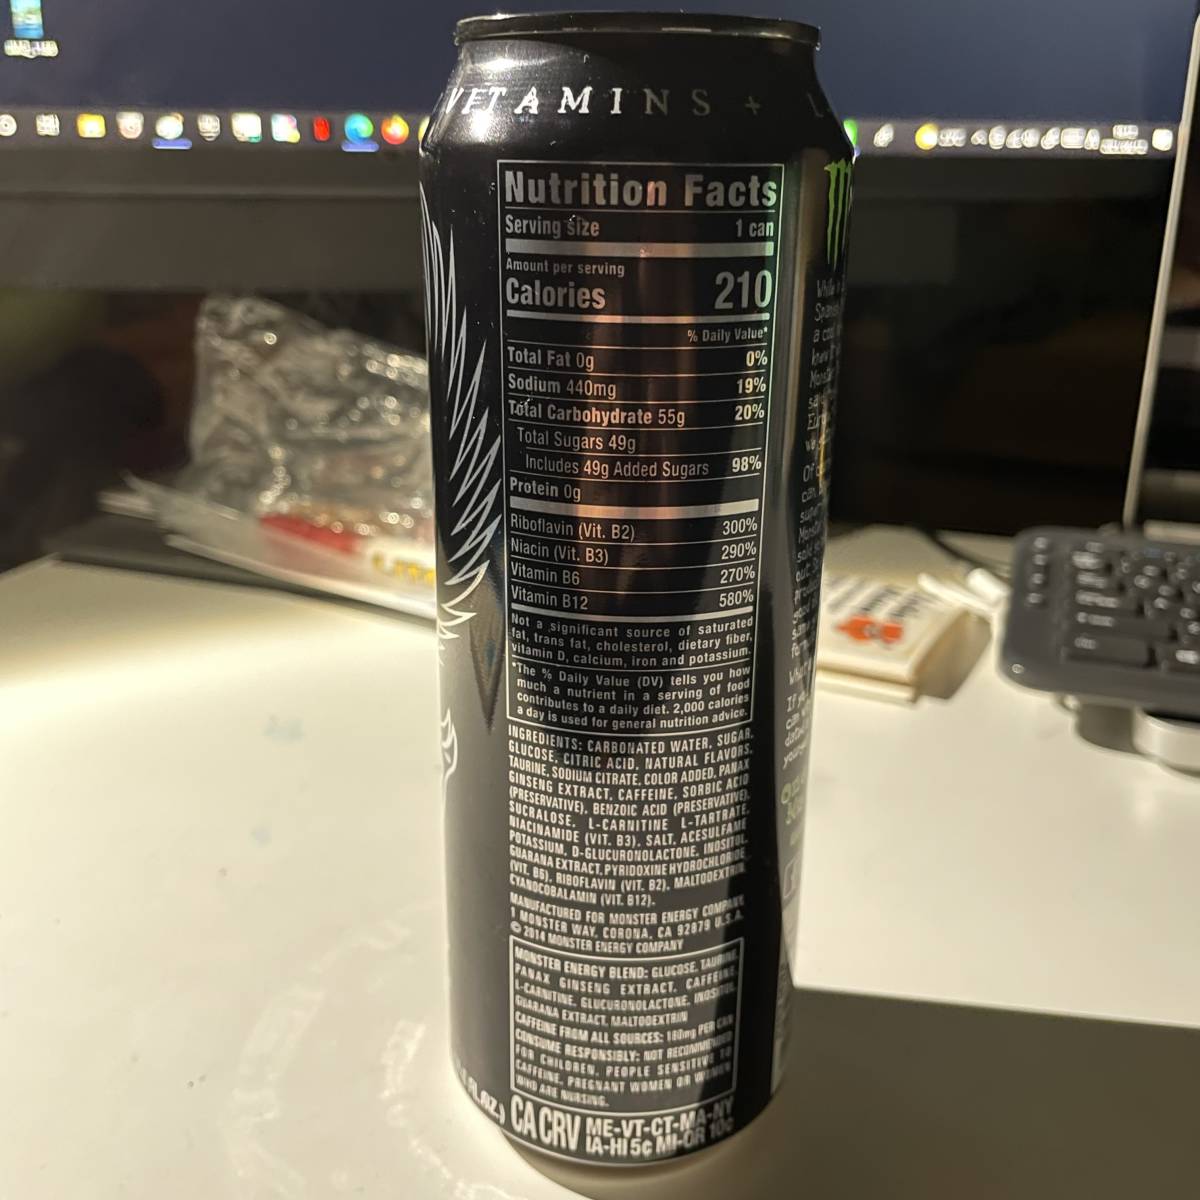 VITAMINS +
Nutrition Facts
Serving size 1 can
Amount per serving
Calories 210
% Daily Value*
Total Fat 0g 0%
Sodium 440mg 19%
Total Carbohydrate 55g 20%
Total Sugars 49g
Includes 49g Added Sugars 98%
Protein 0g
Riboflavin (Vit. B2) 300%
Niacin (Vit. B3) 290%
Vitamin B6 270%
Vitamin B12 580%
Not a significant source of saturated
fat, trans fat, cholesterol, dietary fiber,
vitamin D, calcium, iron and potassium.
*The % Daily Value (DV) tells you how
much a nutrient in a serving of food
contributes to a daily diet. 2,000 calories
a day is used for general nutrition advice.
INGREDIENTS: CARBONATED WATER, SUGAR,
GLUCOSE, CITRIC ACID, NATURAL FLAVORS,
TAURINE, SODIUM CITRATE, COLOR ADDED, PANAX
GINSENG EXTRACT, CAFFEINE, SORBIC ACID
(PRESERVATIVE), BENZOIC ACID (PRESERVATIVE),
SUCRALOSE, L-CARNITINE L-TARTRATE,
NIACINAMIDE (VIT. B3), SALT, ACESULFAME
POTASSIUM, D-GLUCURONOLACTONE, INOSITOL,
GUARANA EXTRACT, PYRIDOXINE HYDROCHLORIDE
(VIT. B6), RIBOFLAVIN (VIT. B2), MALTODEXTRIN,
CYANOCOBALAMIN (VIT. B12).
MANUFACTURED FOR MONSTER ENERGY COMPANY
1 MONSTER WAY, CORONA, CA 92879 U.S.A.
© 2014 MONSTER ENERGY COMPANY
MONSTER ENERGY BLEND: GLUCOSE, TAURINE,
PANAX GINSENG EXTRACT, CAFFEINE,
L-CARNITINE, GLUCURONOLACTONE, INOSITOL,
GUARANA EXTRACT, MALTODEXTRIN
CAFFEINE FROM ALL SOURCES: 180mg PER CAN
CONSUME RESPONSIBLY: NOT RECOMMENDED
FOR CHILDREN, PEOPLE SENSITIVE TO
CAFFEINE, PREGNANT WOMEN OR WOMEN
WHO ARE NURSING.
FL.OZ.)
CA CRV ME-VT-CT-MA-NY
IA-HI 5c MI-OR 10c